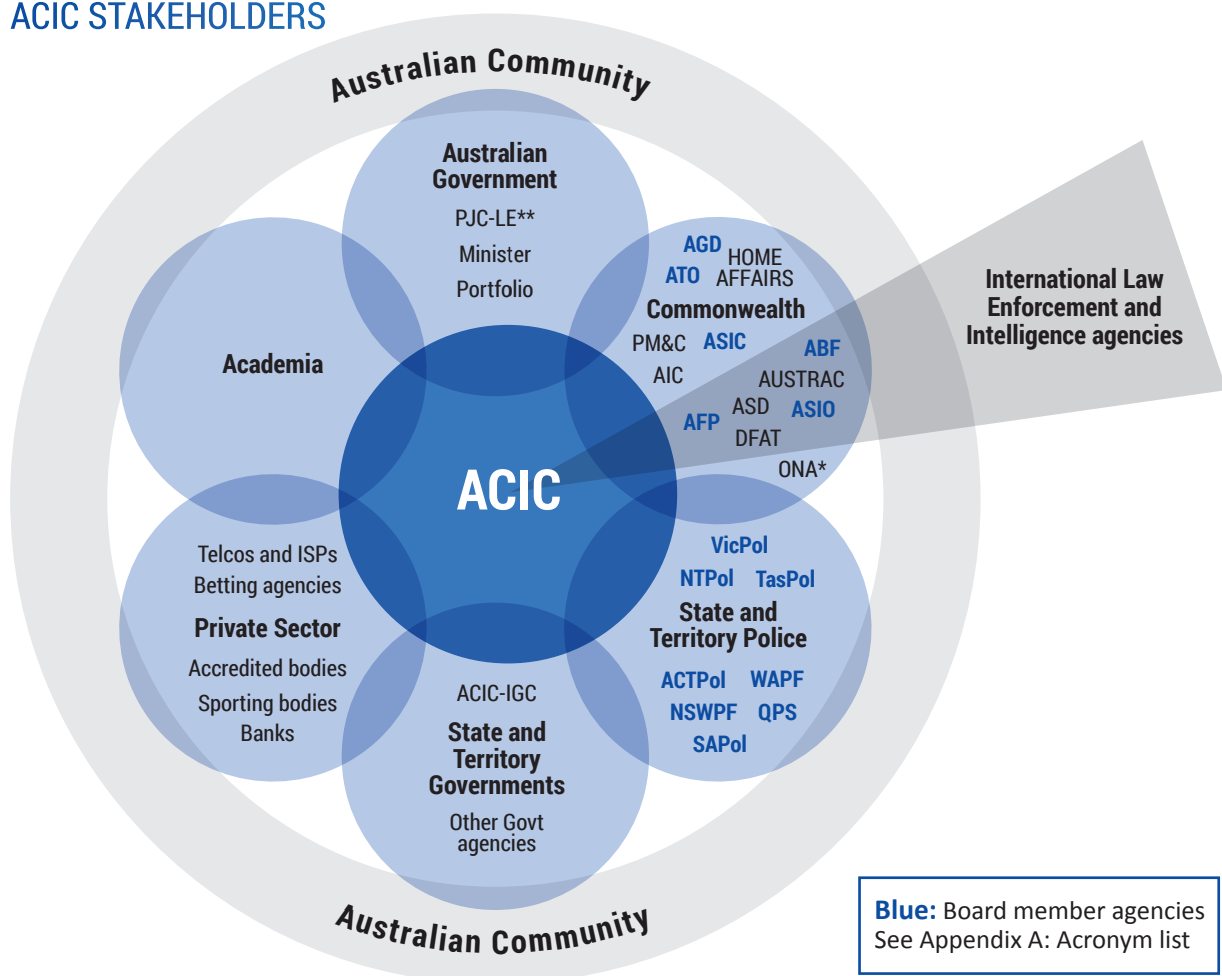 ACIC STAKEHOLDERS
Australian Community
Australian
Government
PJC-LE**
Minister
Portfolio
AGD
HOME
ATO
AFFAIRS
Commonwealth
PM&C
ASIC
ABF
AIC
AUSTRAC
AFP
ASD
ASIO
DFAT
ONA*
International Law
Enforcement and
Intelligence agencies
Academia
ACIC
Telcos and ISPs
Betting agencies
Private Sector
Accredited bodies
Sporting bodies
Banks
VicPol
NTPol
TasPol
State and
Territory Police
ACTPol
WAPF
NSWPF
QPS
SAPol
ACIC-IGC
State and
Territory
Governments
Other Govt
agencies
Australian Community
Blue: Board member agencies
See Appendix A: Acronym list